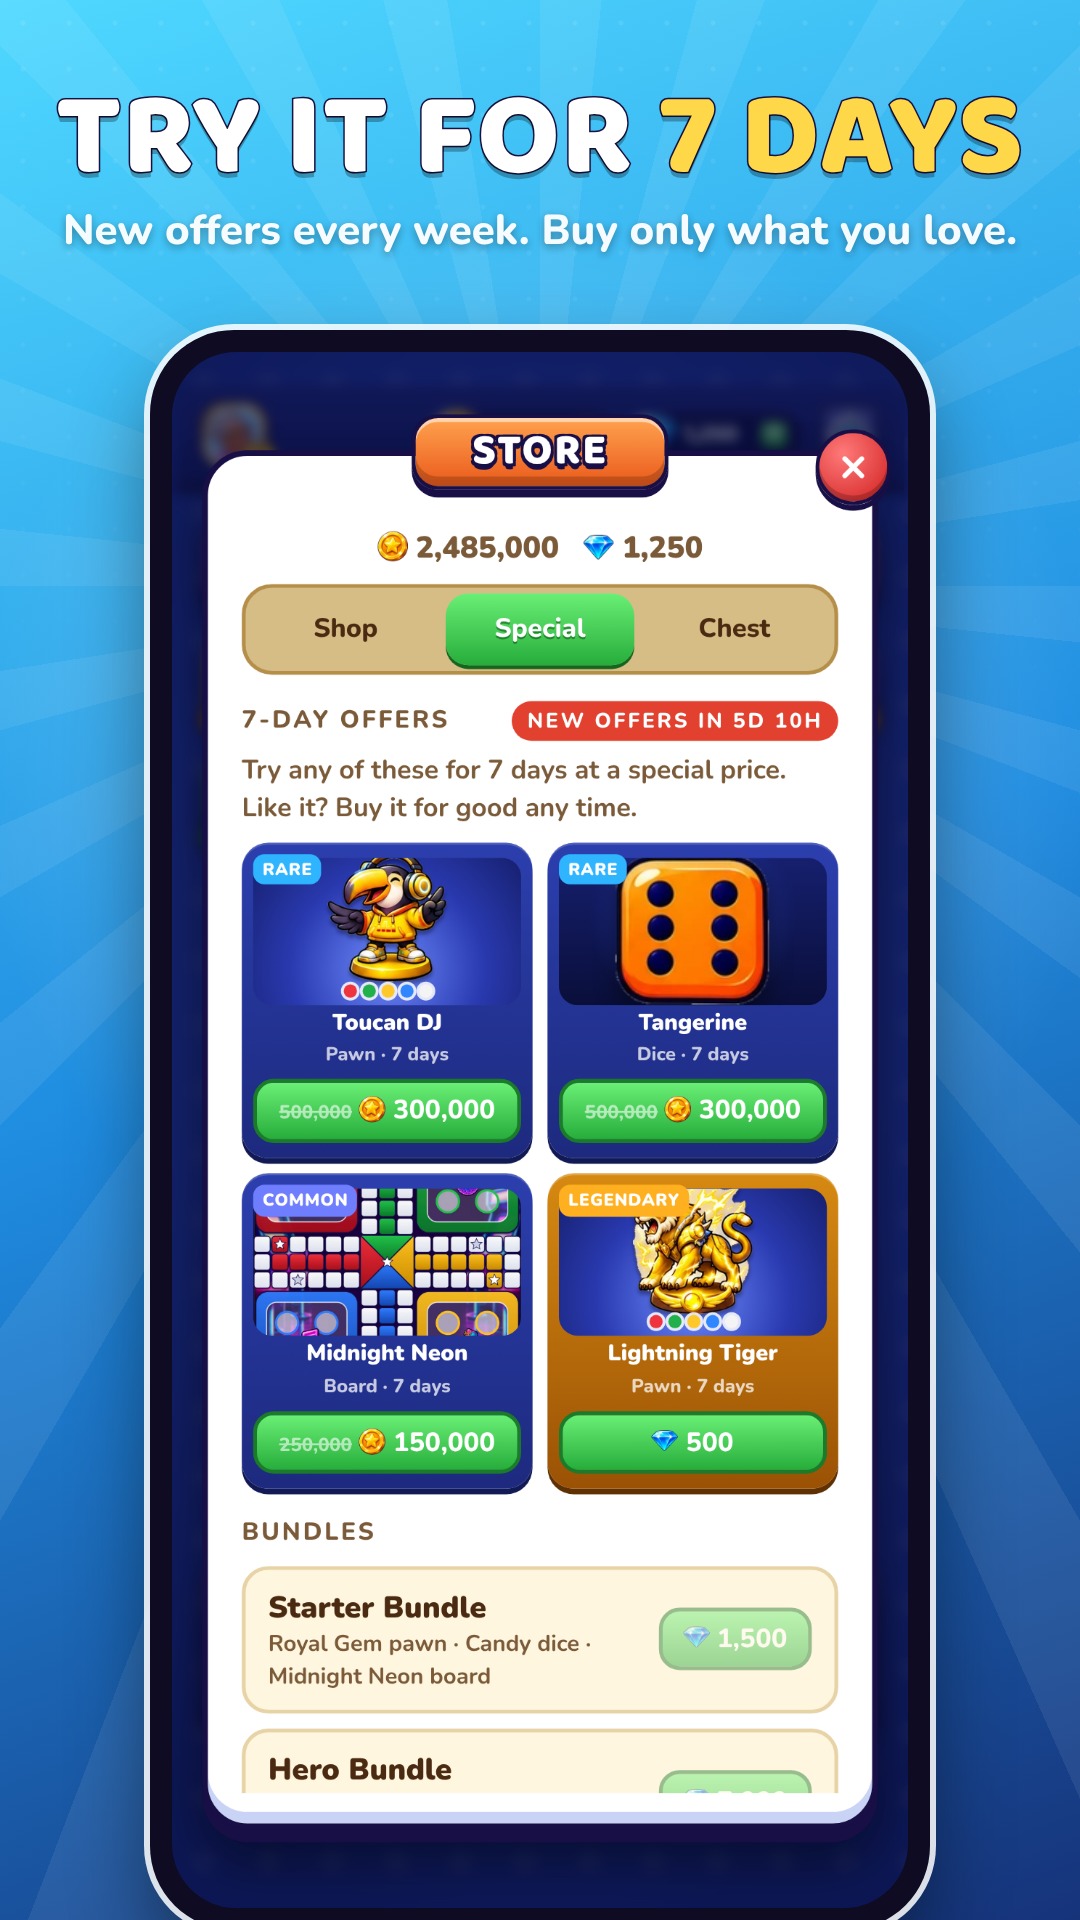 TRY IT FOR 7 DAYS
New offers every week. Buy only what you love.
STORE
2,485,000 1,250
Shop Special Chest
7-DAY OFFERS NEW OFFERS IN 5D 10H
Try any of these for 7 days at a special price.
Like it? Buy it for good any time.
RARE
Toucan DJ
Pawn · 7 days
500,000 300,000
RARE
Tangerine
Dice · 7 days
500,000 300,000
COMMON
Midnight Neon
Board · 7 days
250,000 150,000
LEGENDARY
Lightning Tiger
Pawn · 7 days
500
BUNDLES
Starter Bundle
Royal Gem pawn · Candy dice ·
Midnight Neon board
1,500
Hero Bundle